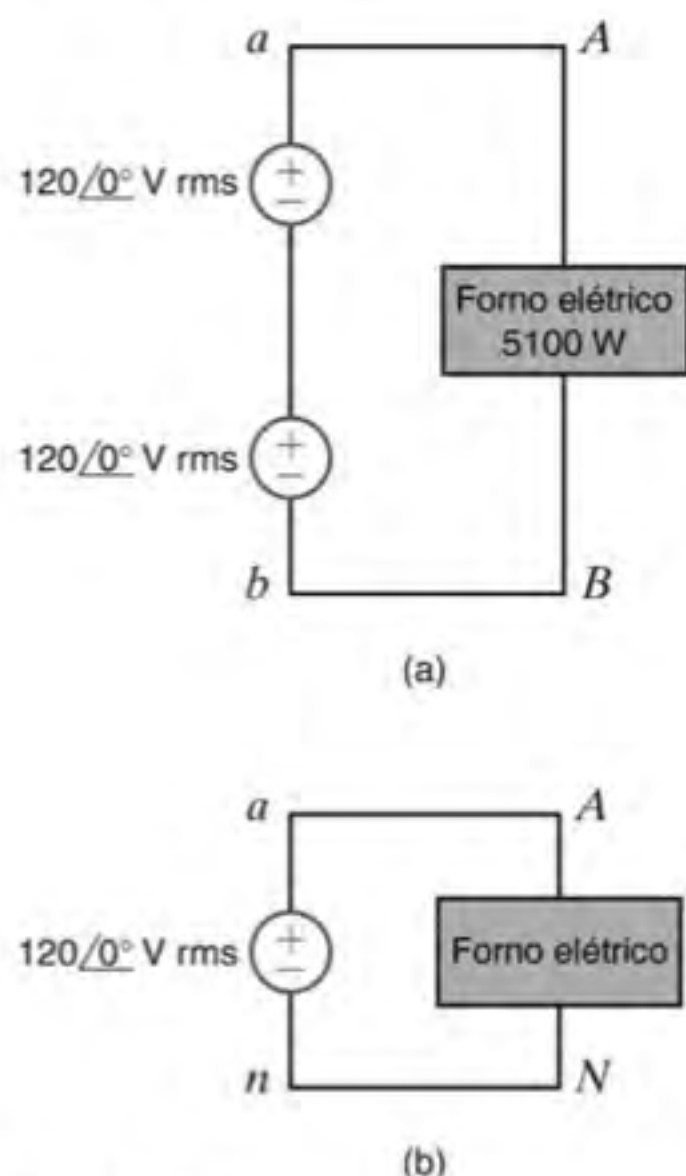 a A
+
120/0° V rms
−
Forno elétrico
5100 W
+
120/0° V rms
−
b B
(a)
a A
+
120/0° V rms
−
Forno elétrico
n N
(b)